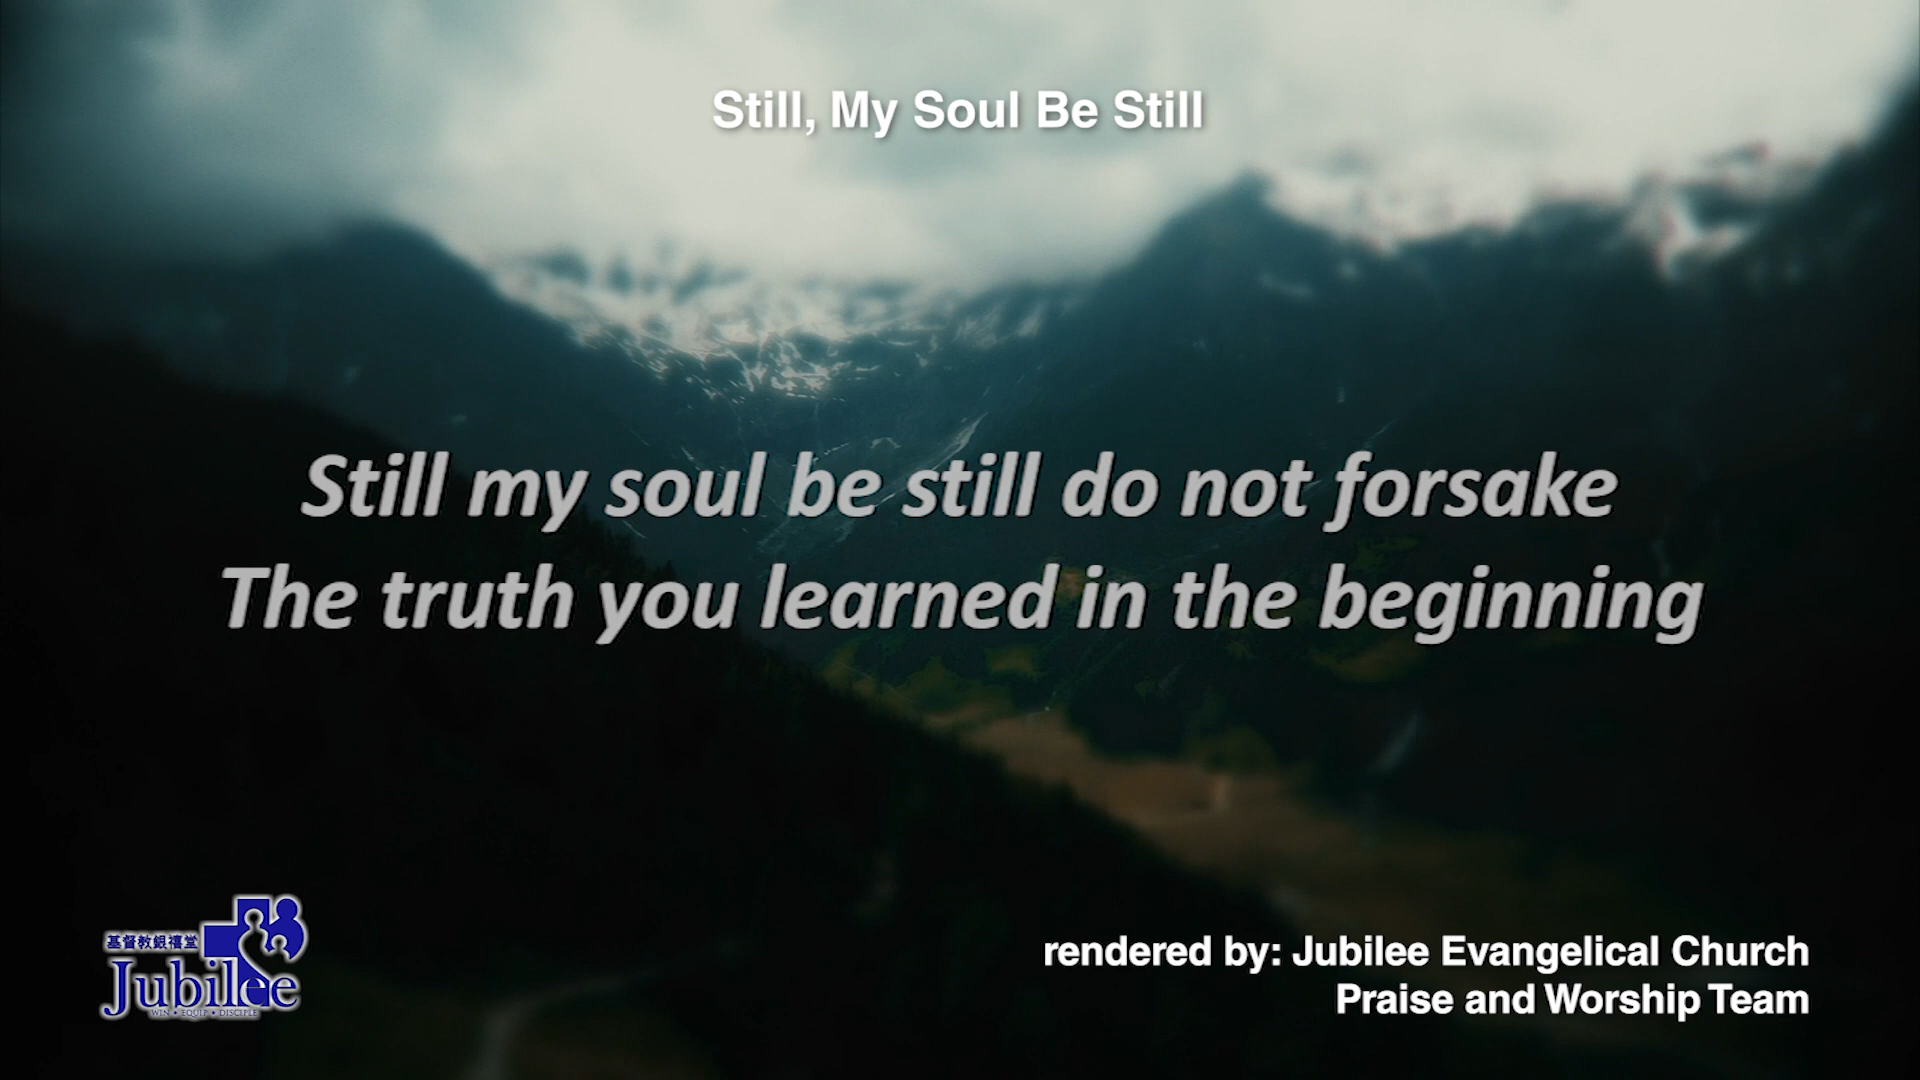 Still, My Soul Be Still
Still my soul be still do not forsake
The truth you learned in the beginning
基督教銀禧堂
Jubilee
WIN • EQUIP • DISCIPLE
rendered by: Jubilee Evangelical Church
Praise and Worship Team